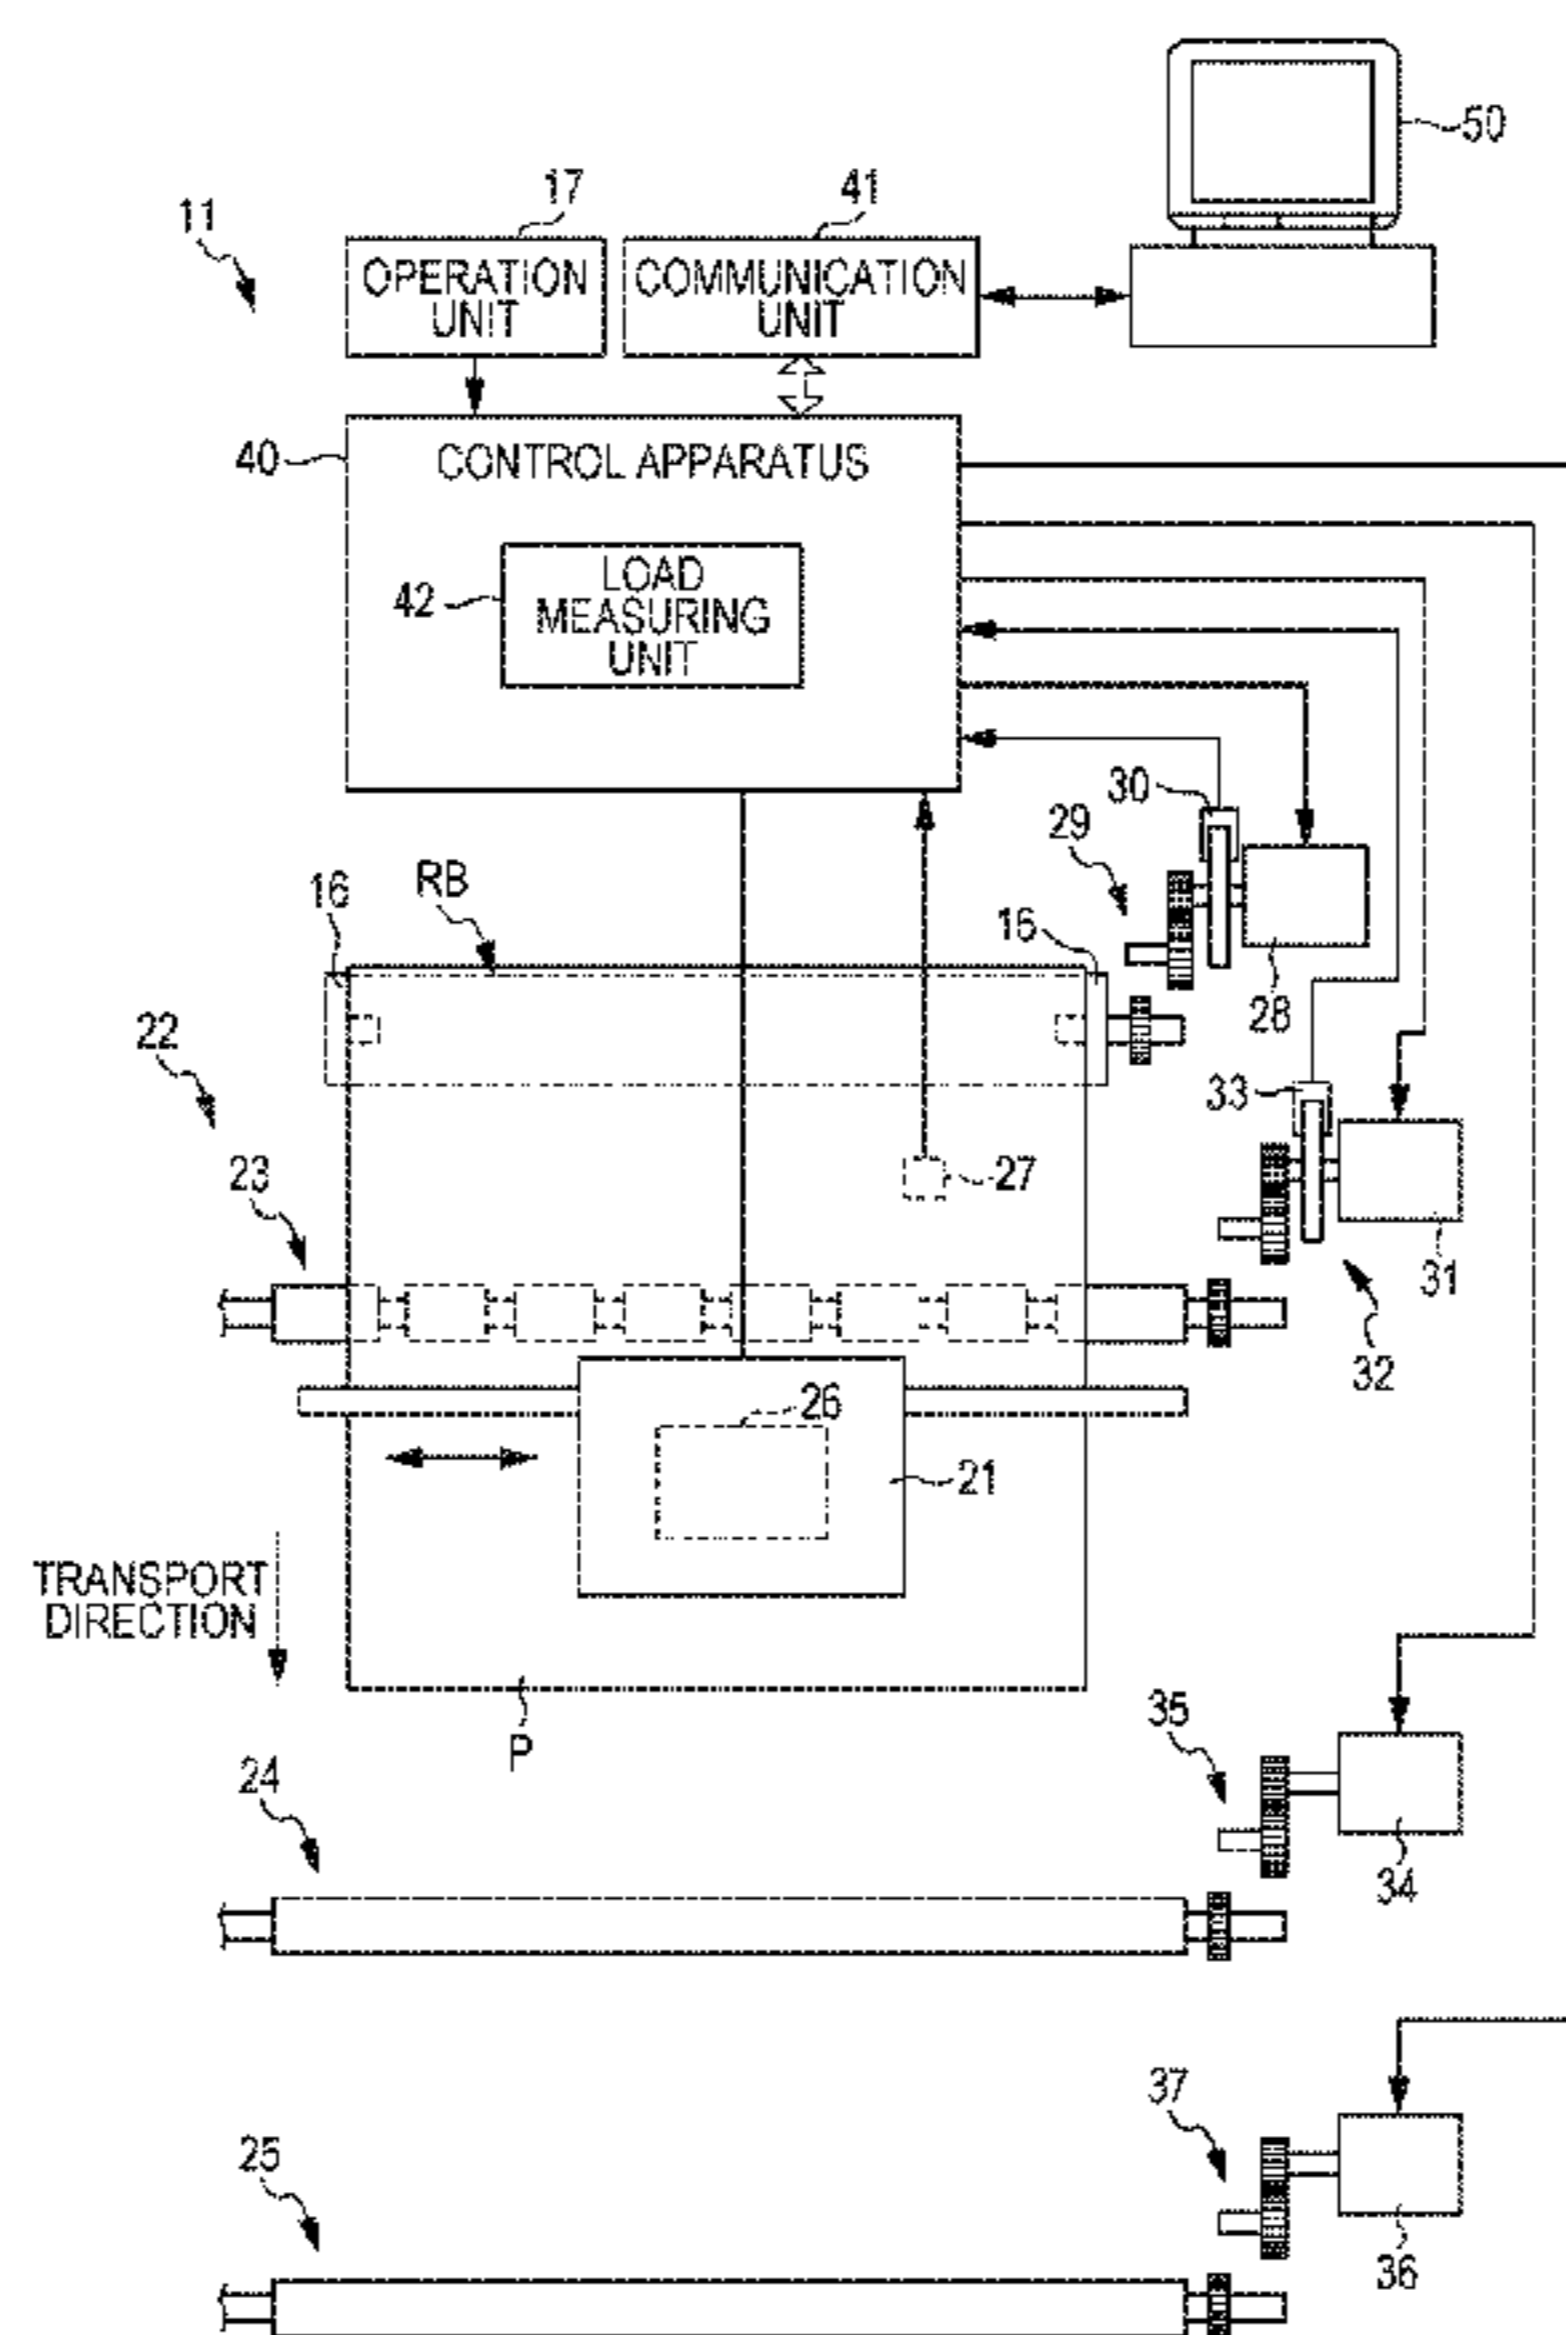 50
17
41
11
OPERATION
UNIT
COMMUNICATION
UNIT
40
CONTROL APPARATUS
42
LOAD
MEASURING
UNIT
30
29
RB
16
16
28
22
33
23
27
31
32
26
21
TRANSPORT
DIRECTION
P
35
24
34
37
25
36